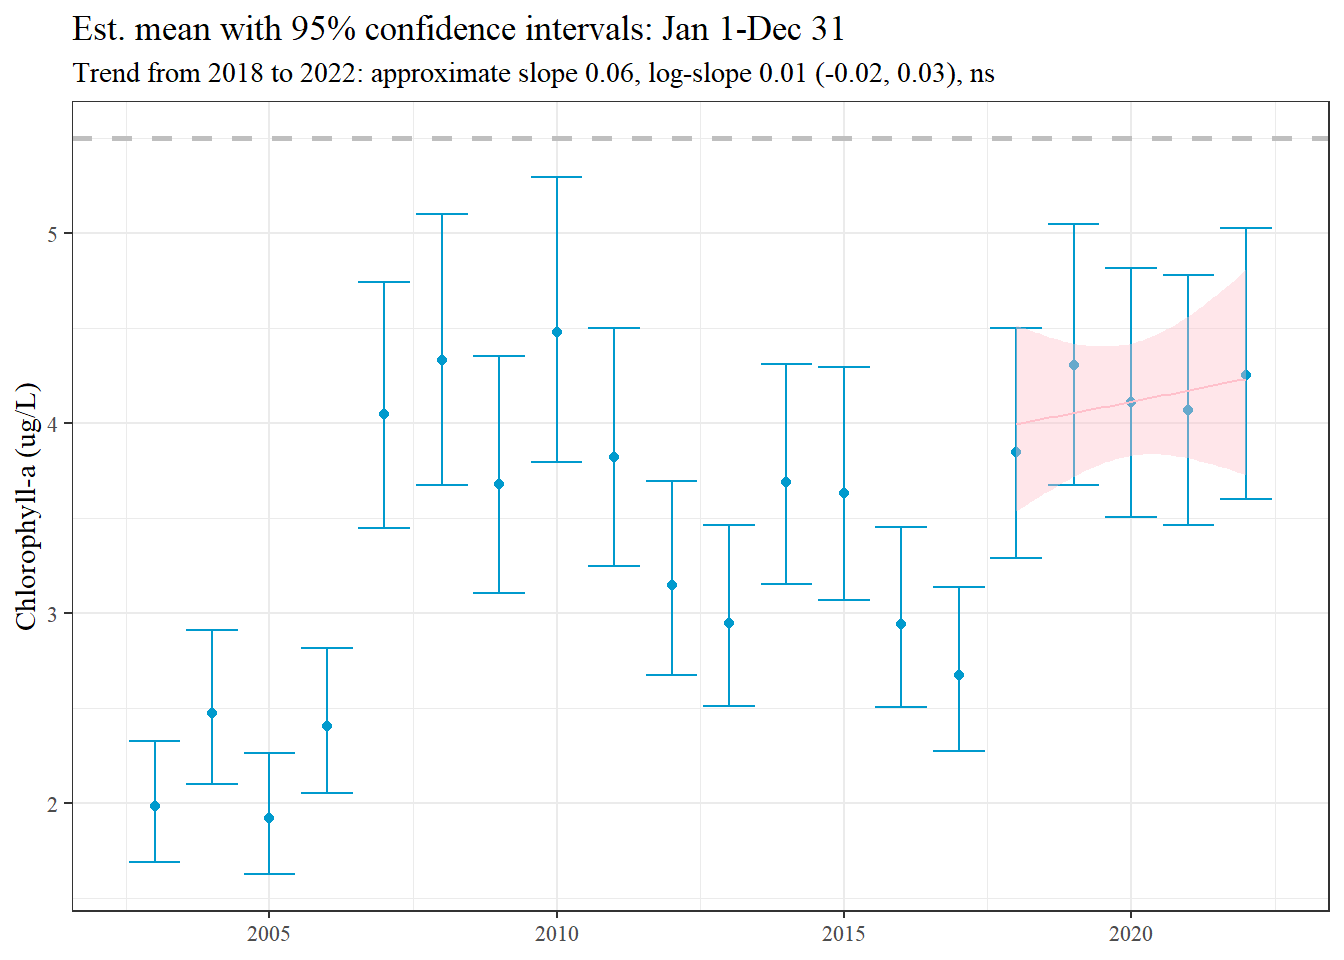 Est. mean with 95% confidence intervals: Jan 1-Dec 31
Trend from 2018 to 2022: approximate slope 0.06, log-slope 0.01 (-0.02, 0.03), ns
Chlorophyll-a (ug/L)
5
4
3
2
2005
2010
2015
2020